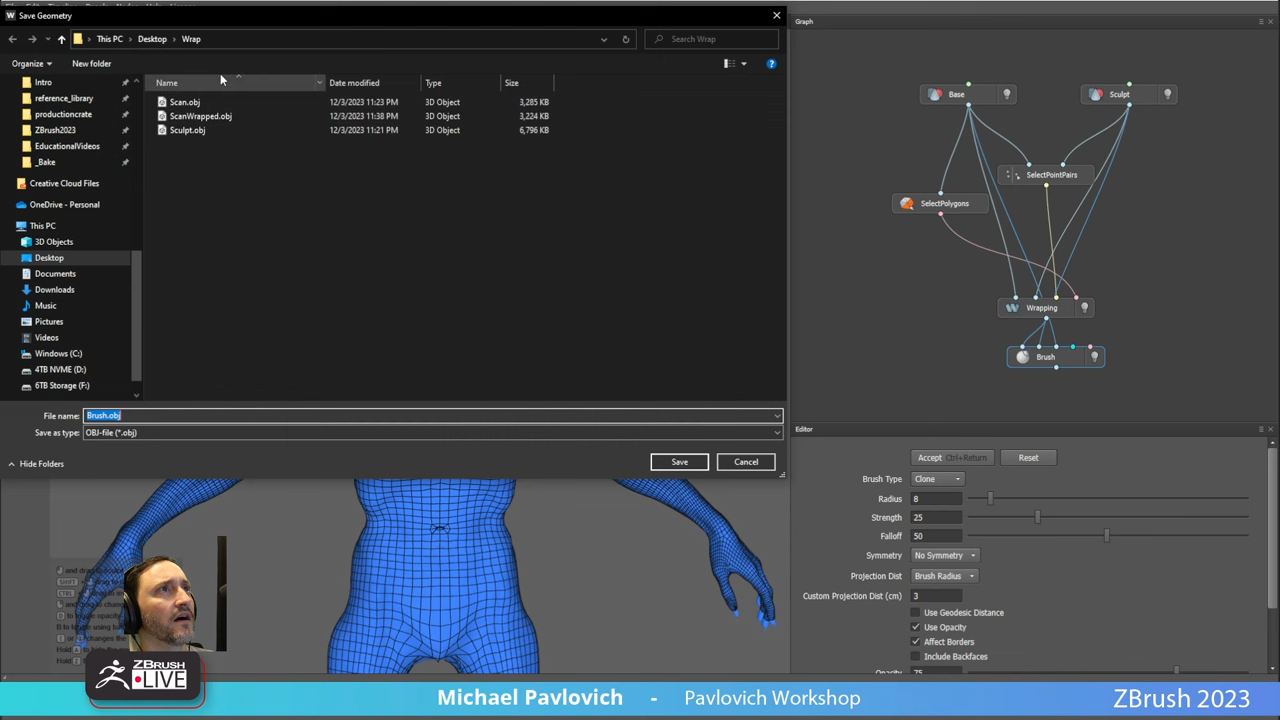 Save Geometry
This PC > Desktop > Wrap
Search Wrap
Organize
New folder
Intro
reference_library
productioncrate
ZBrush2023
EducationalVideos
_Bake
Creative Cloud Files
OneDrive - Personal
This PC
3D Objects
Desktop
Documents
Downloads
Music
Pictures
Videos
Windows (C:)
4TB NVME (D:)
6TB Storage (F:)
Name Date modified Type Size
Scan.obj 12/3/2023 11:23 PM 3D Object 3,285 KB
ScanWrapped.obj 12/3/2023 11:38 PM 3D Object 3,224 KB
Sculpt.obj 12/3/2023 11:21 PM 3D Object 6,796 KB
File name: Brush.obj
Save as type: OBJ-file (*.obj)
Hide Folders
Save
Cancel
Graph
Base
Sculpt
SelectPointPairs
SelectPolygons
Wrapping
Brush
Editor
Accept Ctrl+Return
Reset
Brush Type Clone
Radius 8
Strength 25
Falloff 50
Symmetry No Symmetry
Projection Dist Brush Radius
Custom Projection Dist (cm) 3
Use Geodesic Distance
Use Opacity
Affect Borders
Include Backfaces
Opacity 75
ZBRUSH
LIVE
Michael Pavlovich - Pavlovich Workshop
ZBrush 2023